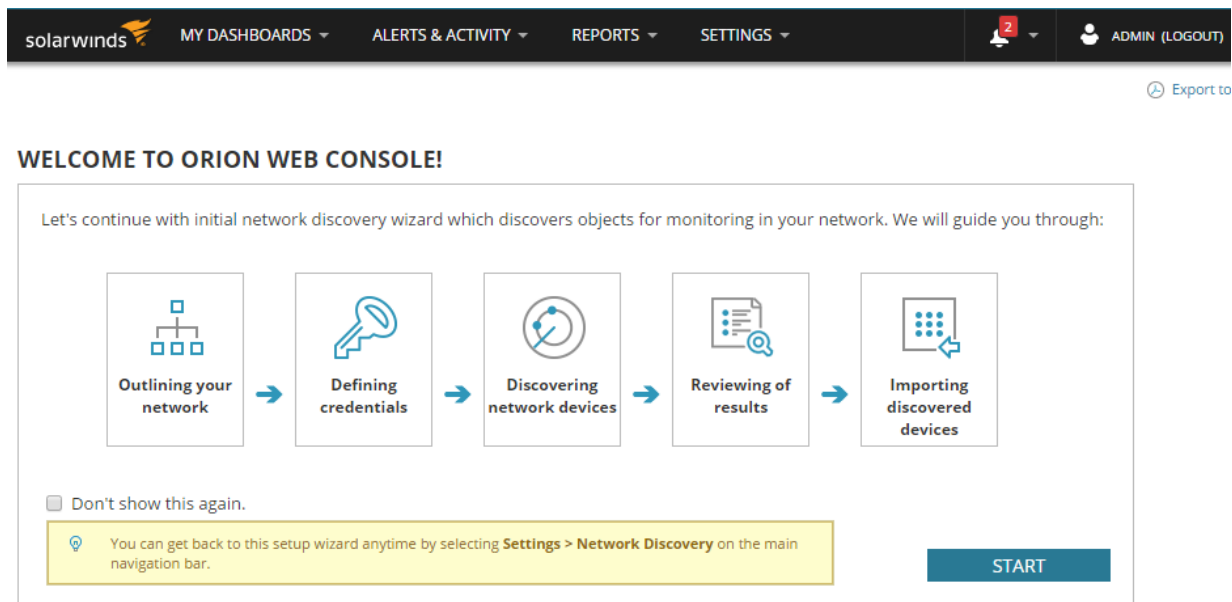 solarwinds MY DASHBOARDS ALERTS & ACTIVITY REPORTS SETTINGS 2 ADMIN (LOGOUT)
Export to
WELCOME TO ORION WEB CONSOLE!
Let's continue with initial network discovery wizard which discovers objects for monitoring in your network. We will guide you through:
Outlining your
network
Defining
credentials
Discovering
network devices
Reviewing of
results
Importing
discovered
devices
Don't show this again.
You can get back to this setup wizard anytime by selecting Settings > Network Discovery on the main
navigation bar.
START